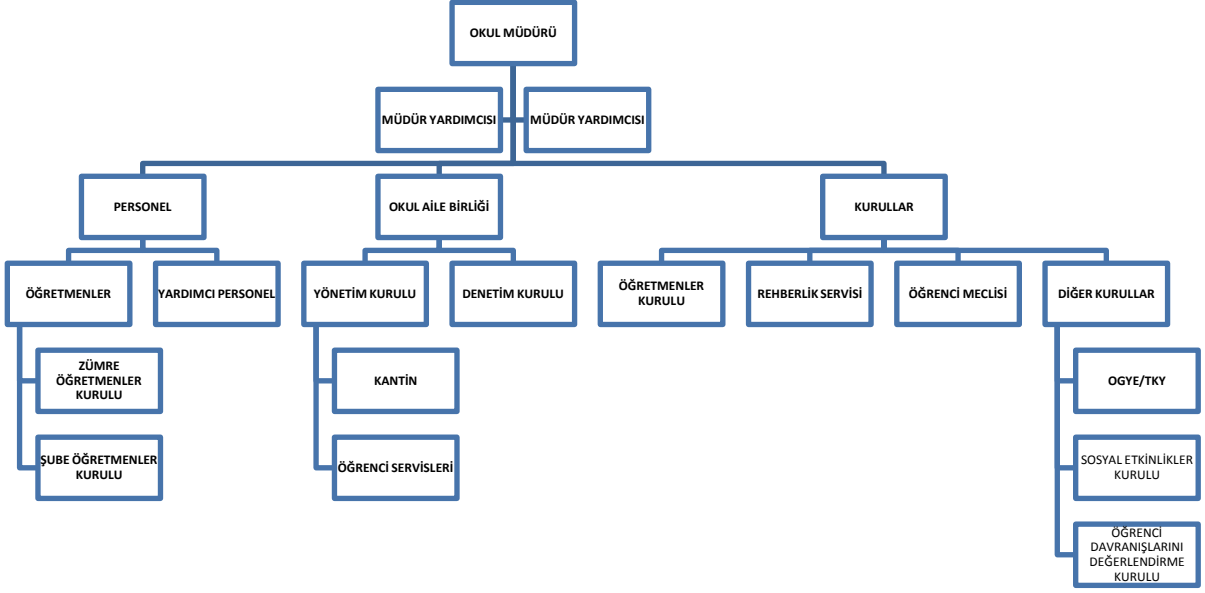 OKUL MÜDÜRÜ
MÜDÜR YARDIMCISI
MÜDÜR YARDIMCISI
PERSONEL
OKUL AİLE BİRLİĞİ
KURULLAR
ÖĞRETMENLER
YARDIMCI PERSONEL
YÖNETİM KURULU
DENETİM KURULU
ÖĞRETMENLER
KURULU
REHBERLİK SERVİSİ
ÖĞRENCİ MECLİSİ
DİĞER KURULLAR
ZÜMRE
ÖĞRETMENLER
KURULU
KANTİN
OGYE/TKY
ŞUBE ÖĞRETMENLER
KURULU
ÖĞRENCİ SERVİSLERİ
SOSYAL ETKİNLİKLER
KURULU
ÖĞRENCİ
DAVRANIŞLARINI
DEĞERLENDİRME
KURULU